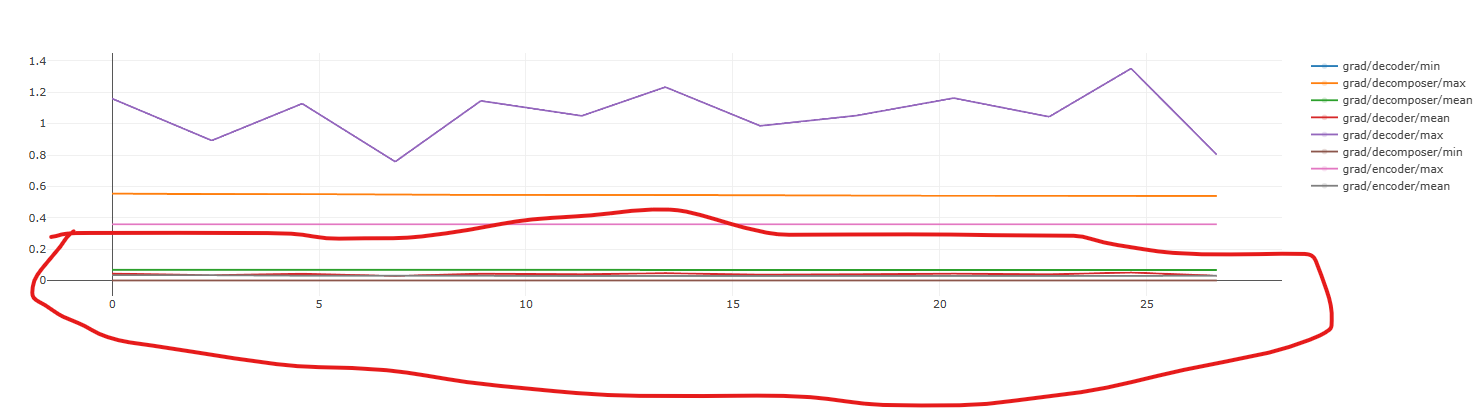 1.4
1.2
1
0.8
0.6
0.4
0.2
0
0 5 10 15 20 25
grad/decoder/min
grad/decomposer/max
grad/decomposer/mean
grad/decoder/mean
grad/decoder/max
grad/decomposer/min
grad/encoder/max
grad/encoder/mean